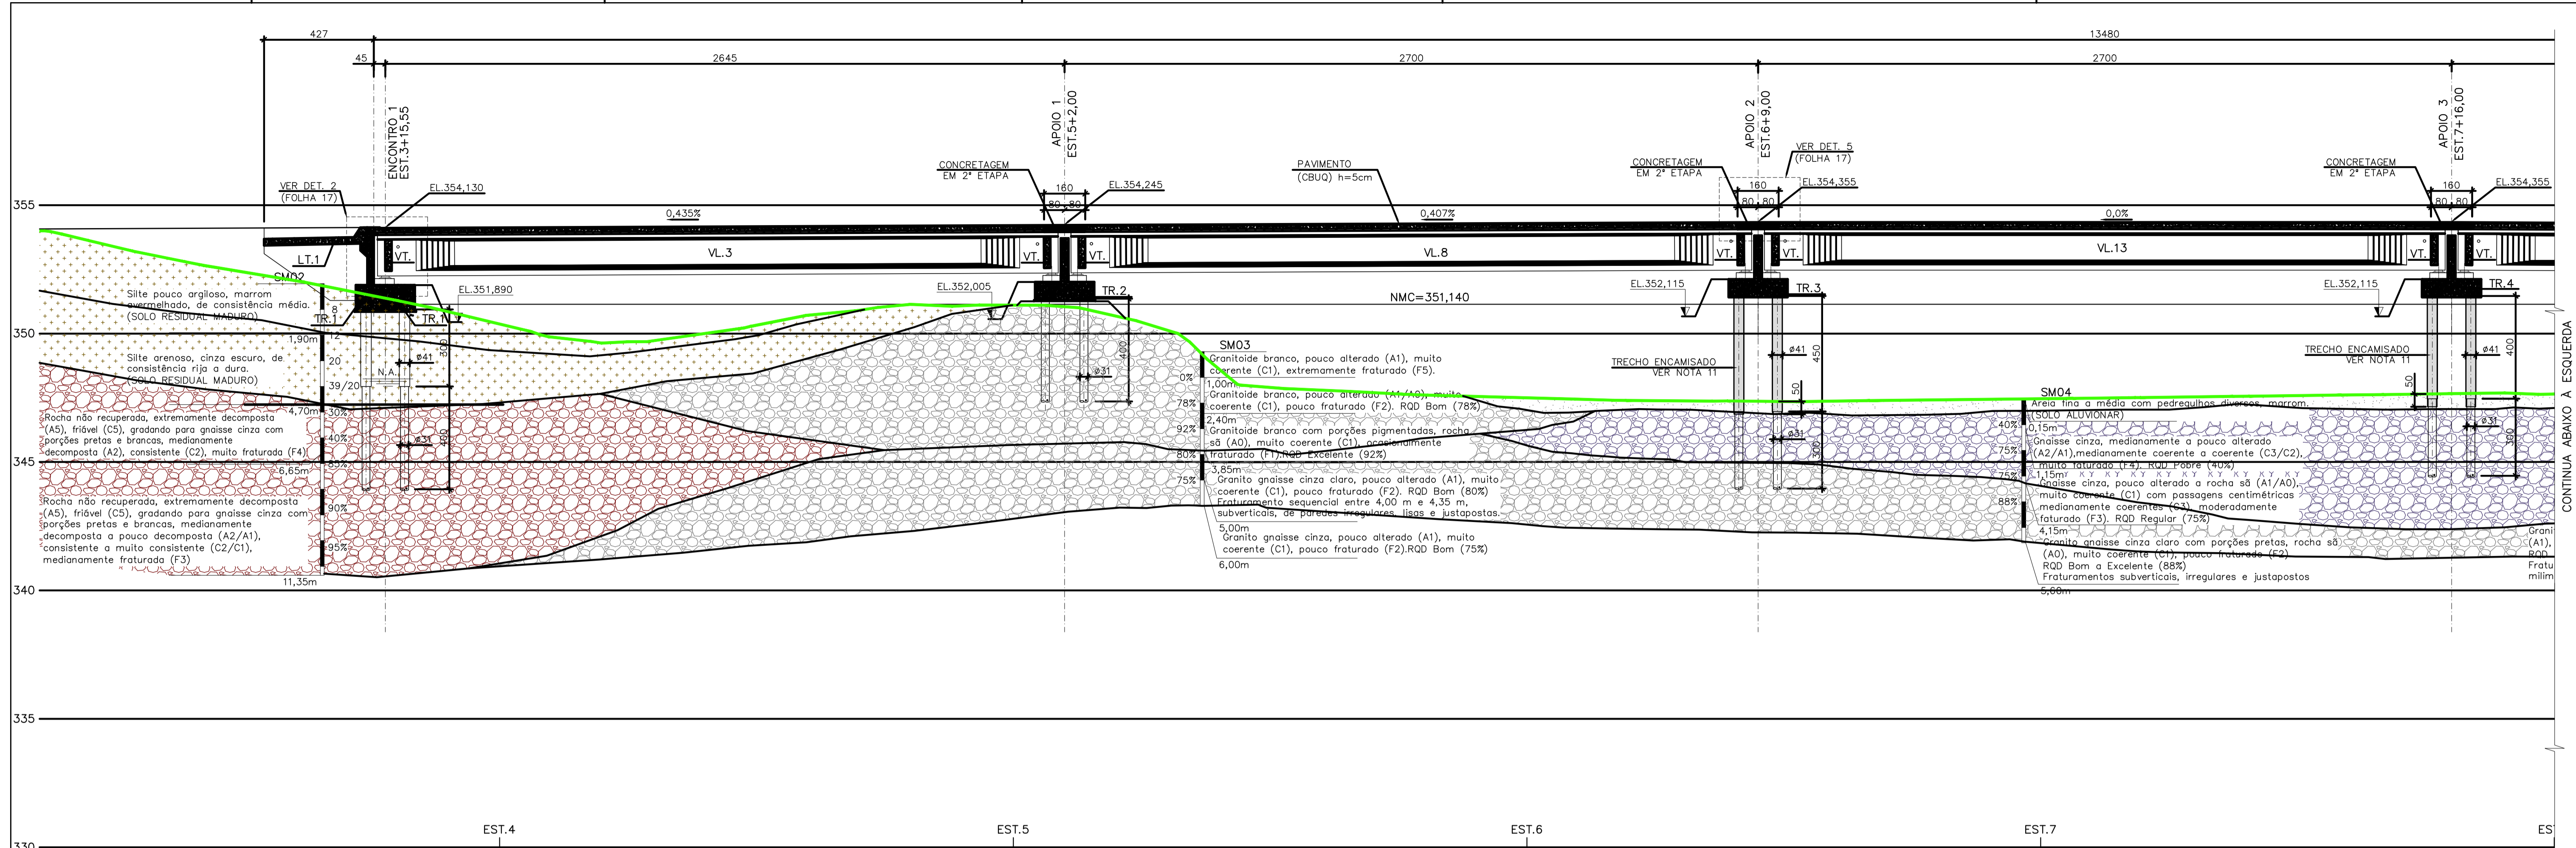 427
13480
45
2645
2700
2700
ENCONTRO 1
EST.3+15,55
APOIO 1
EST.5+2,00
APOIO 2
EST.6+9,00
APOIO 3
EST.7+16,00
VER DET. 2
(FOLHA 17)
EL.354,130
CONCRETAGEM
EM 2ª ETAPA
160
80
80
EL.354,245
PAVIMENTO
(CBUQ) h=5cm
CONCRETAGEM
EM 2ª ETAPA
160
80
80
VER DET. 5
(FOLHA 17)
EL.354,355
CONCRETAGEM
EM 2ª ETAPA
160
80
80
EL.354,355
355
0,435%
0,407%
0,0%
LT.1
VT.
VL.3
VT.
VT.
VL.8
VT.
VT.
VL.13
VT.
VT.
SM02
EL.351,890
EL.352,005
TR.2
NMC=351,140
EL.352,115
TR.3
EL.352,115
TR.4
Silte pouco argiloso, marrom
avermelhado, de consistência média.
(SOLO RESIDUAL MADURO)
8
TR.1
TR.1
350
12
1,90m
300
Silte arenoso, cinza escuro, de
consistência rija a dura.
(SOLO RESIDUAL MADURO)
20
ø41
N.A.
39/20
4,70m
30%
Rocha não recuperada, extremamente decomposta
(A5), friável (C5), gradando para gnaisse cinza com
porções pretas e brancas, medianamente
decomposta (A2), consistente (C2), muito fraturada (F4)
40%
ø31
400
85%
6,65m
345
Rocha não recuperada, extremamente decomposta
(A5), friável (C5), gradando para gnaisse cinza com
porções pretas e brancas, medianamente
decomposta a pouco decomposta (A2/A1),
consistente a muito consistente (C2/C1),
medianamente fraturada (F3)
90%
95%
11,35m
400
ø31
SM03
Granitoide branco, pouco alterado (A1), muito
coerente (C1), extremamente fraturado (F5).
0%
1,00m
Granitoide branco, pouco alterado (A1/A0), muito
coerente (C1), pouco fraturado (F2). RQD Bom (78%)
78%
2,40m
Granitoide branco com porções pigmentadas, rocha
sã (A0), muito coerente (C1), ocasionalmente
fraturado (F1).RQD Excelente (92%)
92%
80%
3,85m
Granito gnaisse cinza claro, pouco alterado (A1), muito
coerente (C1), pouco fraturado (F2). RQD Bom (80%)
Fraturamento sequencial entre 4,00 m e 4,35 m,
subverticais, de paredes irregulares, lisas e justapostas.
75%
5,00m
Granito gnaisse cinza, pouco alterado (A1), muito
coerente (C1), pouco fraturado (F2).RQD Bom (75%)
6,00m
TRECHO ENCAMISADO
VER NOTA 11
ø41
450
50
ø31
300
SM04
Areia fina a média com pedregulhos diversos, marrom.
(SOLO ALUVIONAR)
40%
0,15m
Gnaisse cinza, medianamente a pouco alterado
(A2/A1),medianamente coerente a coerente (C3/C2),
muito faturado (F4). RQD Pobre (40%)
75%
75%
1,15m
Gnaisse cinza, pouco alterado a rocha sã (A1/A0),
muito coerente (C1) com passagens centimétricas
medianamente coerentes (C3), moderadamente
faturado (F3). RQD Regular (75%)
88%
4,15m
Granito gnaisse cinza claro com porções pretas, rocha sã
(A0), muito coerente (C1), pouco fraturado (F2)
RQD Bom a Excelente (88%)
Fraturamentos subverticais, irregulares e justapostos
5,60m
TRECHO ENCAMISADO
VER NOTA 11
ø41
400
50
ø31
300
Grani
(A1),
RQD
Fratu
milim
CONTINUA ABAIXO À ESQUERDA
340
335
EST.4
EST.5
EST.6
EST.7
ES
330